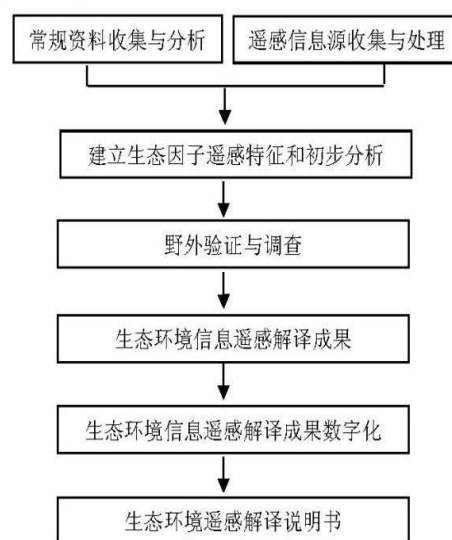 常规资料收集与分析
遥感信息源收集与处理
建立生态因子遥感特征和初步分析
野外验证与调查
生态环境信息遥感解译成果
生态环境信息遥感解译成果数字化
生态环境遥感解译说明书